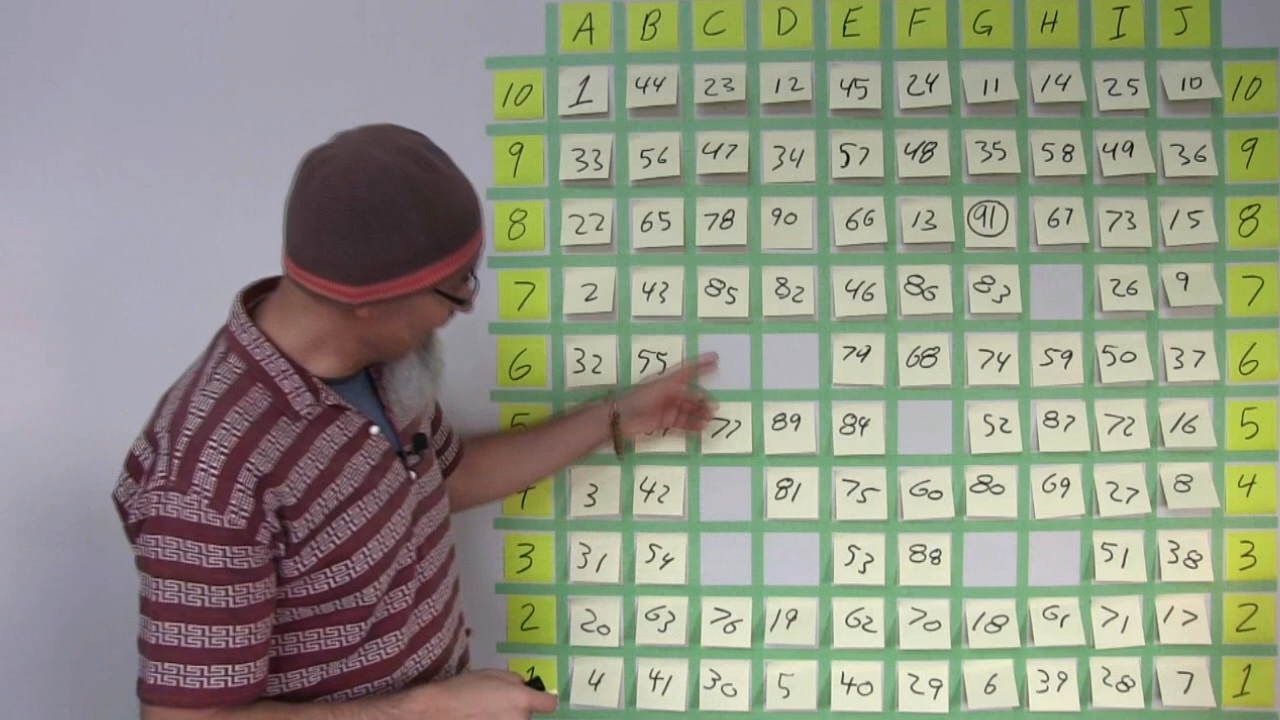 A B C D E F G H I J
10 1 44 23 12 45 24 11 14 25 10 10
9 33 56 47 34 57 48 35 58 49 36 9
8 22 65 78 90 66 13 91 67 73 15 8
7 2 43 85 82 46 86 83 26 9 7
6 32 55 79 68 74 59 50 37 6
5 77 89 84 52 87 72 16 5
4 3 42 81 75 60 80 69 27 8 4
3 31 54 53 88 51 38 3
2 20 63 76 19 62 70 18 61 71 17 2
1 4 41 30 5 40 29 6 39 28 7 1